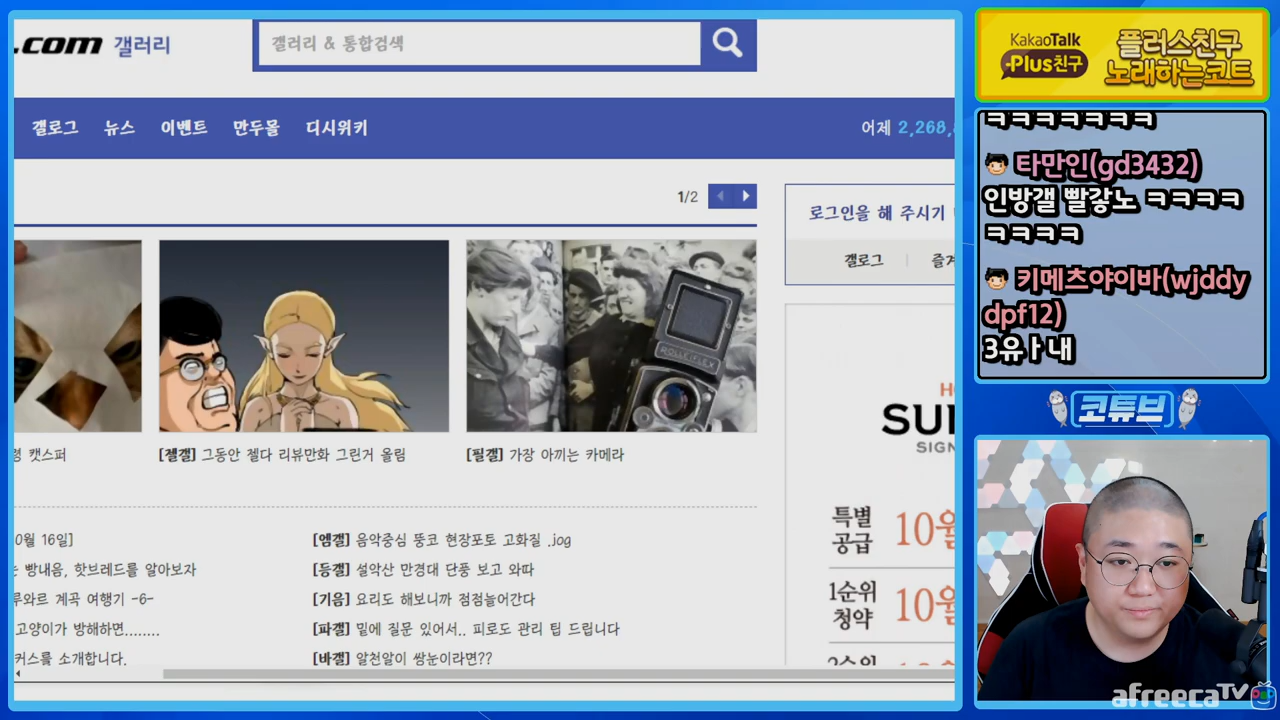 .com 갤러리
갤러리 & 통합검색
갤로그 뉴스 이벤트 만두몰 디시위키
어제 2,268,
1/2
로그인을 해 주시기
갤로그
ROLLEIFLEX
캣스퍼
[젤갤] 그동안 젤다 리뷰만화 그린거 올림
[필갤] 가장 아끼는 카메라
SIGN
특별
공급
10월
1순위
청약
10월
0월 16일]
빵내음, 핫브레드를 알아보자
루와르 계곡 여행기 -6-
고양이가 방해하면........
커스를 소개합니다.
[엠갤] 음악중심 뚱코 현장포토 고화질 .jog
[등갤] 설악산 만경대 단풍 보고 와따
[기음] 요리도 해보니까 점점늘어간다
[파갤] 밑에 질문 있어서.. 피로도 관리 팁 드립니다
[바갤] 알천알이 쌍눈이라면??
KakaoTalk
Plus친구
플러스친구
노래하는코트
ㅋㅋㅋㅋㅋㅋㅋ
타만인(gd3432)
인방갤 빨갛노 ㅋㅋㅋㅋ
ㅋㅋㅋㅋ
키메츠야이바(wjddy
dpf12)
3유ㅏ내
코튜브
afreecaTV